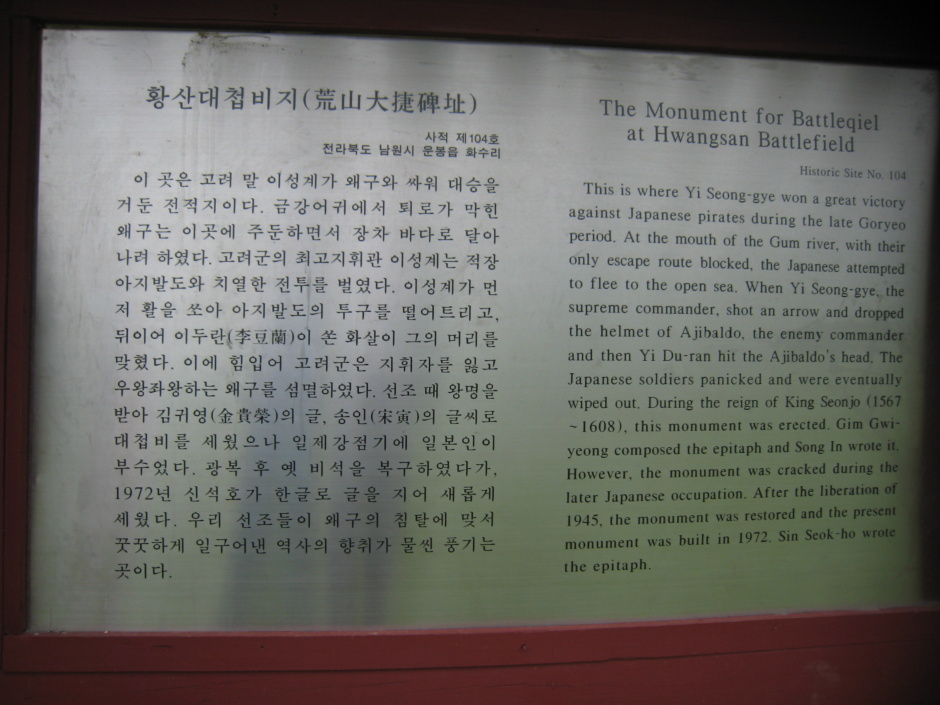 황산대첩비지(荒山大捷碑址)
사적 제104호
전라북도 남원시 운봉읍 화수리
이 곳은 고려 말 이성계가 왜구와 싸워 대승을
거둔 전적지이다. 금강어귀에서 퇴로가 막힌
왜구는 이곳에 주둔하면서 장차 바다로 달아
나려 하였다. 고려군의 최고지휘관 이성계는 적장
아지발도와 치열한 전투를 벌였다. 이성계가 먼
저 활을 쏘아 아지발도의 투구를 떨어트리고,
뒤이어 이두란(李豆蘭)이 쏜 화살이 그의 머리를
맞혔다. 이에 힘입어 고려군은 지휘자를 잃고
우왕좌왕하는 왜구를 섬멸하였다. 선조 때 왕명을
받아 김귀영(金貴榮)의 글, 송인(宋寅)의 글씨로
대첩비를 세웠으나 일제강점기에 일본인이
부수었다. 광복 후 옛 비석을 복구하였다가,
1972년 신석호가 한글로 글을 지어 새롭게
세웠다. 우리 선조들이 왜구의 침탈에 맞서
꿋꿋하게 일구어낸 역사의 향취가 물씬 풍기는
곳이다.
The Monument for Battleqiel
at Hwangsan Battlefield
Historic Site No. 104
This is where Yi Seong-gye won a great victory
against Japanese pirates during the late Goryeo
period. At the mouth of the Gum river, with their
only escape route blocked, the Japanese attempted
to flee to the open sea. When Yi Seong-gye, the
supreme commander, shot an arrow and dropped
the helmet of Ajibaldo, the enemy commander
and then Yi Du-ran hit the Ajibaldo's head. The
Japanese soldiers panicked and were eventually
wiped out. During the reign of King Seonjo (1567
~1608), this monument was erected. Gim Gwi-
yeong composed the epitaph and Song In wrote it.
However, the monument was cracked during the
later Japanese occupation. After the liberation of
1945, the monument was restored and the present
monument was built in 1972. Sin Seok-ho wrote
the epitaph.